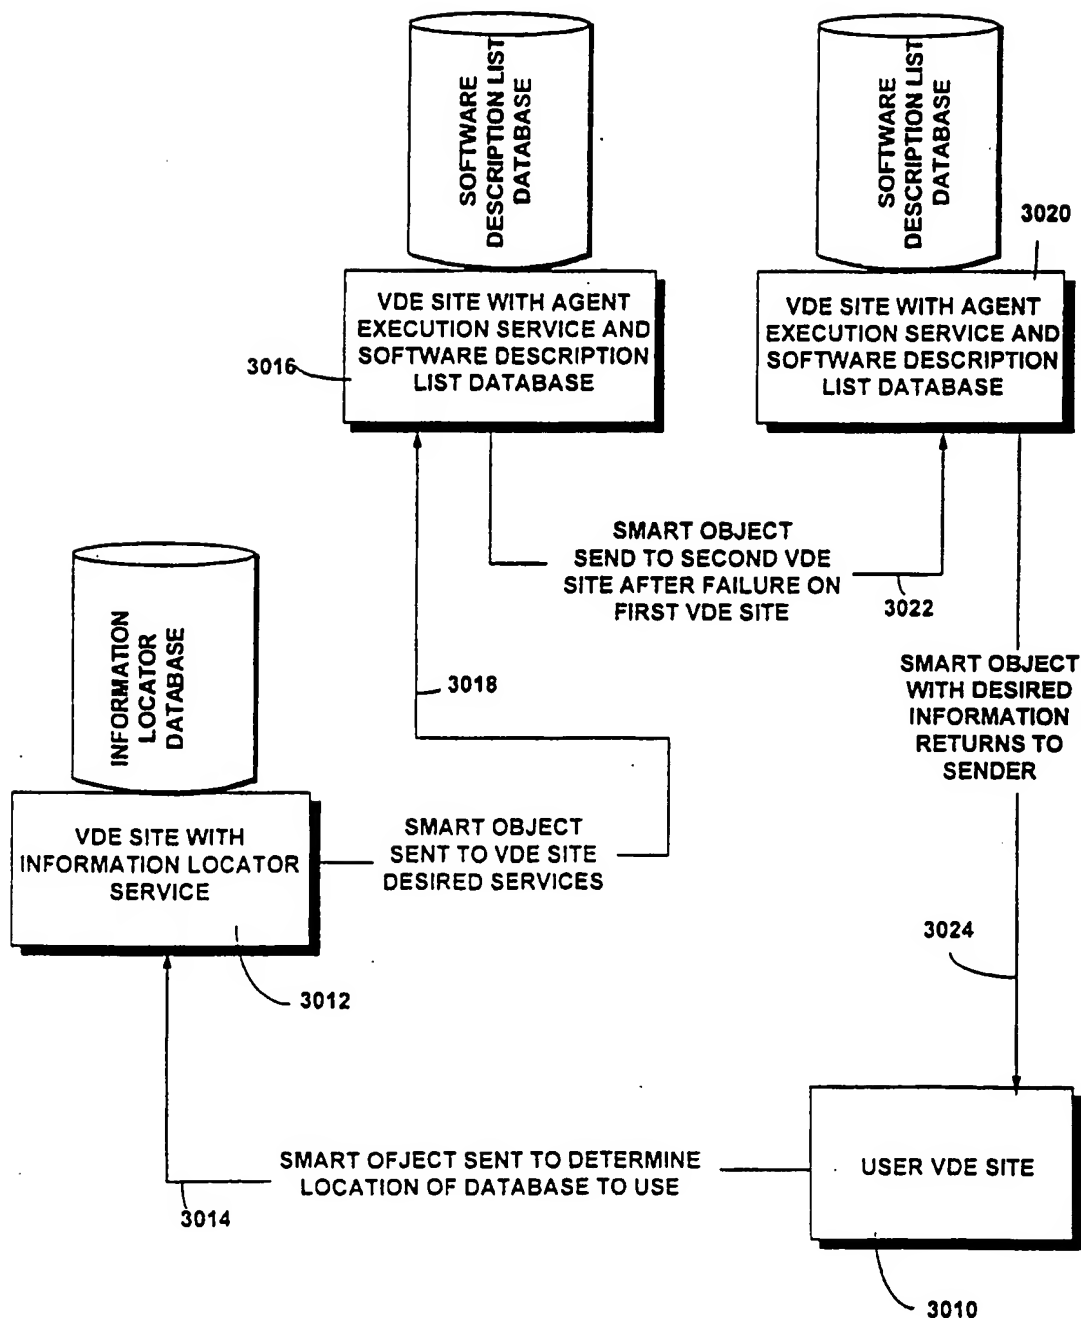 SOFTWARE
DESCRIPTION LIST
DATABASE
SOFTWARE
DESCRIPTION LIST
DATABASE
3020
VDE SITE WITH AGENT
EXECUTION SERVICE AND
SOFTWARE DESCRIPTION
LIST DATABASE
3016
VDE SITE WITH AGENT
EXECUTION SERVICE AND
SOFTWARE DESCRIPTION
LIST DATABASE
SMART OBJECT
SEND TO SECOND VDE
SITE AFTER FAILURE ON
FIRST VDE SITE
3022
INFORMATION
LOCATOR
DATABASE
3018
SMART OBJECT
WITH DESIRED
INFORMATION
RETURNS TO
SENDER
VDE SITE WITH
INFORMATION LOCATOR
SERVICE
SMART OBJECT
SENT TO VDE SITE
DESIRED SERVICES
3012
3024
SMART OFJECT SENT TO DETERMINE
LOCATION OF DATABASE TO USE
3014
USER VDE SITE
3010